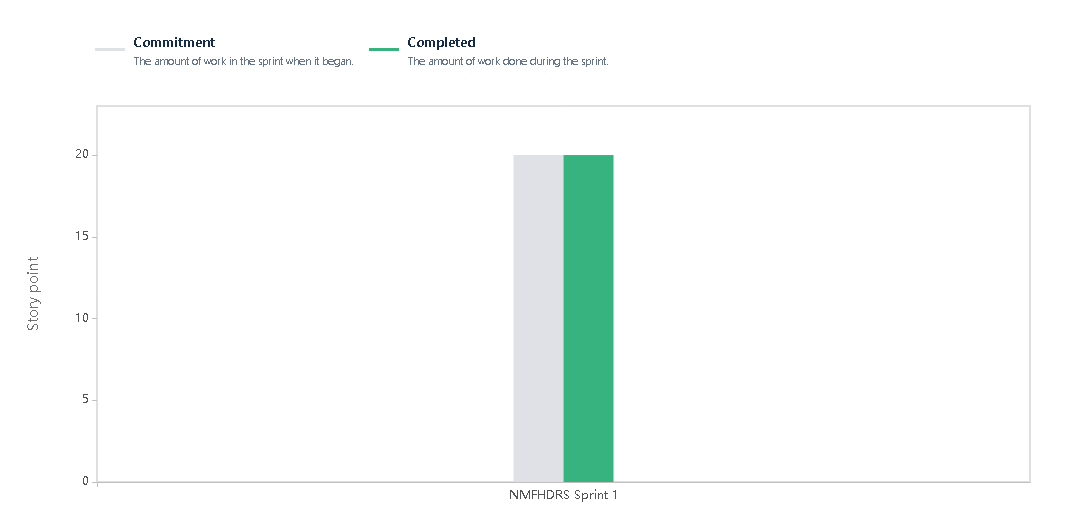 Commitment
The amount of work in the sprint when it began.
Completed
The amount of work done during the sprint.
Story point
20
15
10
5
0
NMFHDRS Sprint 1